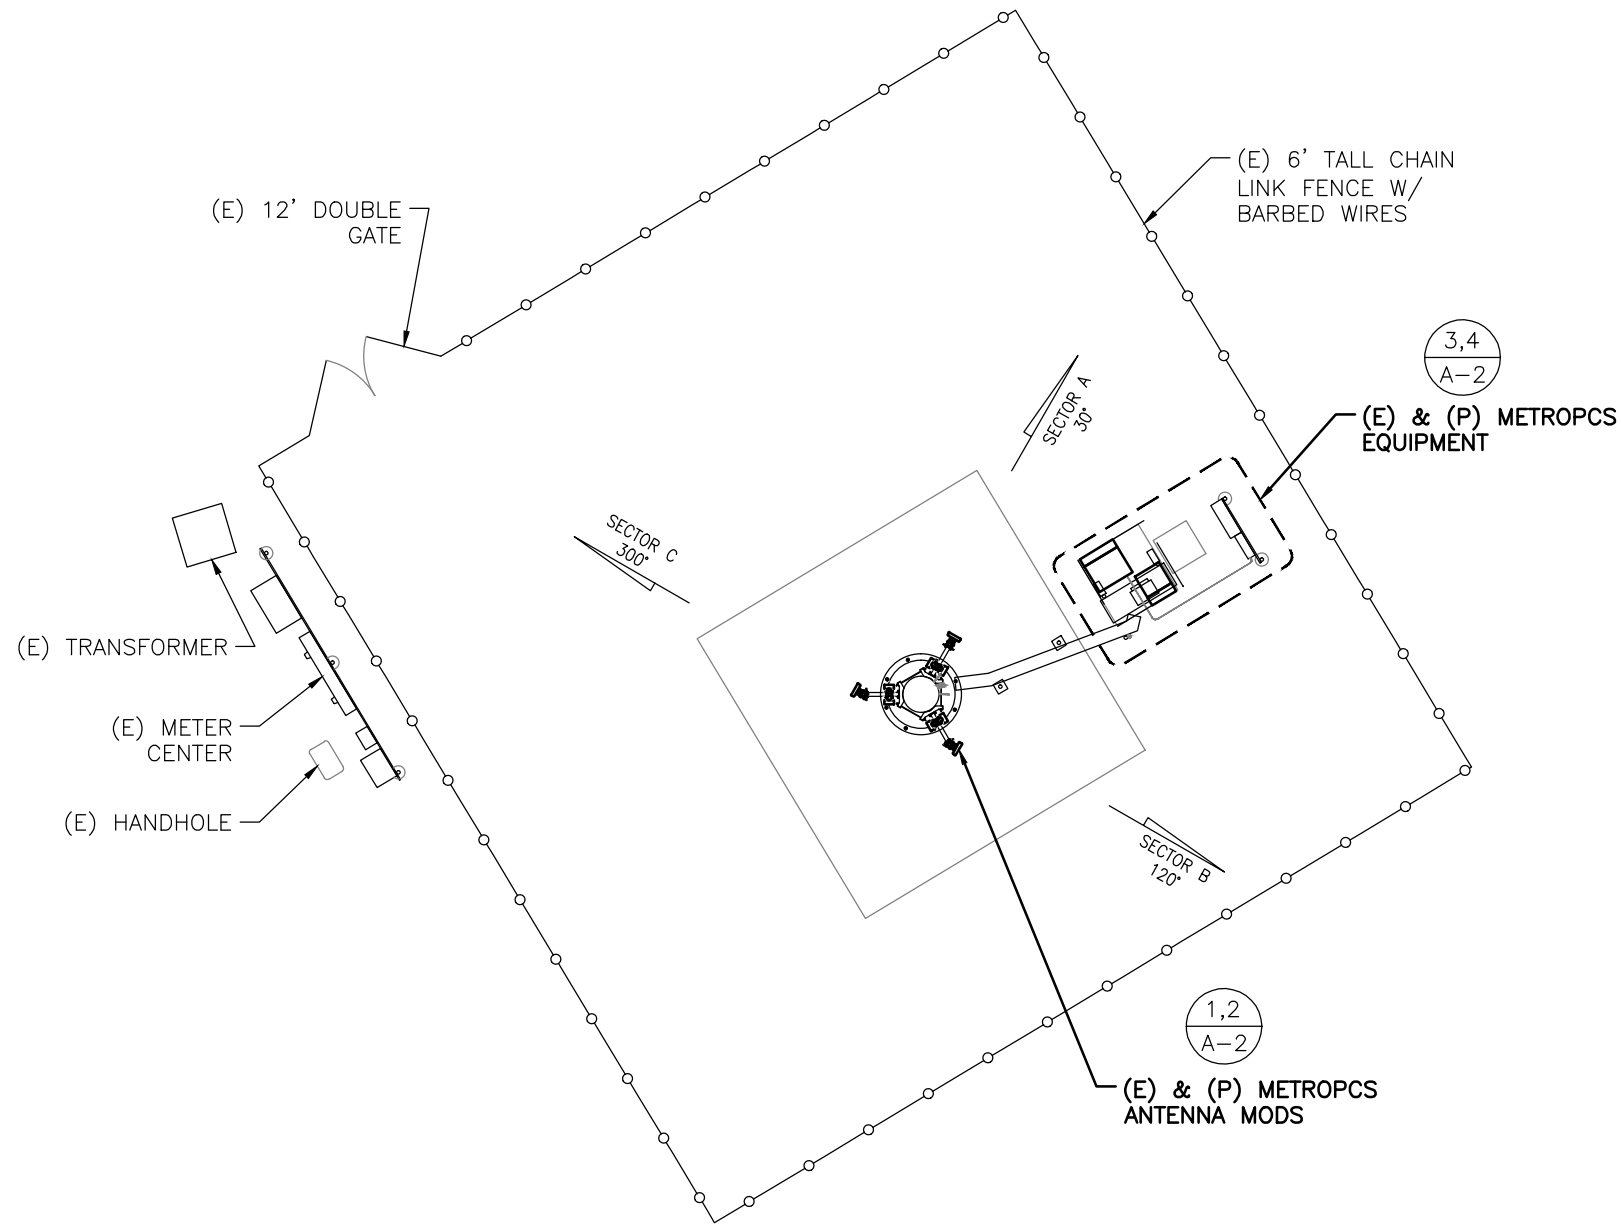 (E) 6' TALL CHAIN
LINK FENCE W/
BARBED WIRES
(E) 12' DOUBLE
GATE
3,4
A-2
(E) & (P) METROPCS
EQUIPMENT
SECTOR A
30°
SECTOR C
300°
(E) TRANSFORMER
(E) METER
CENTER
(E) HANDHOLE
SECTOR B
120°
1,2
A-2
(E) & (P) METROPCS
ANTENNA MODS